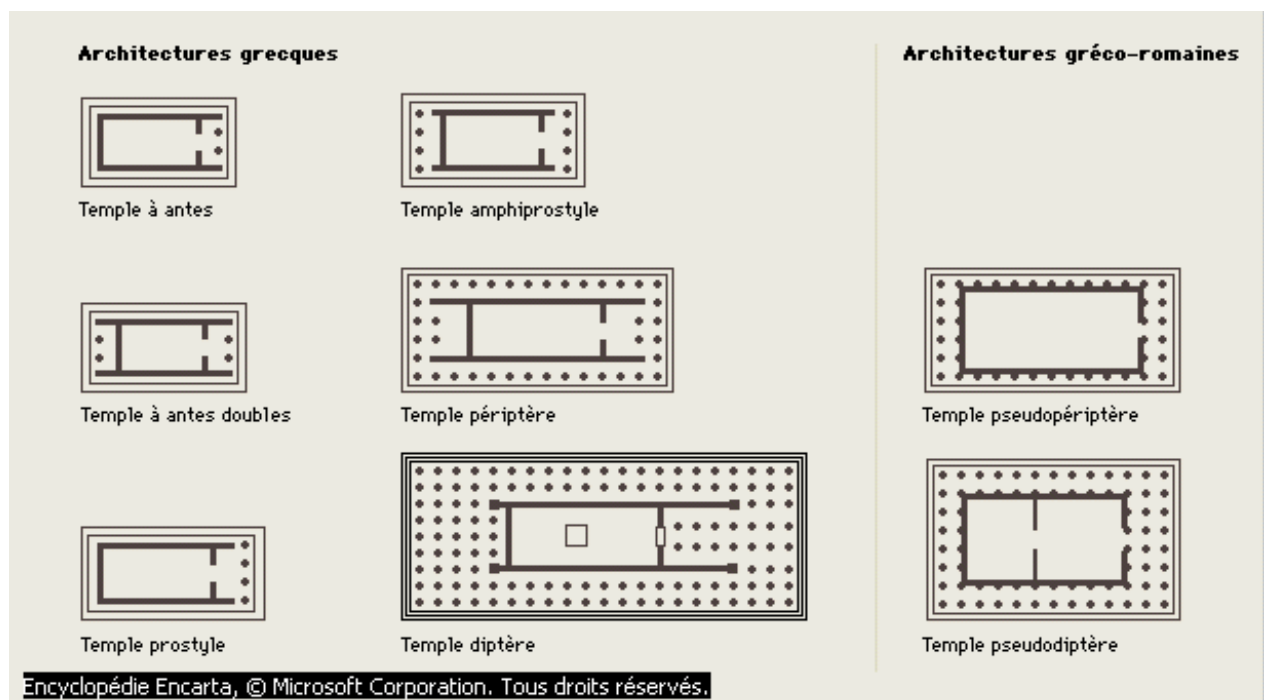 Architectures grecques
Architectures gréco-romaines
Temple à antes
Temple amphiprostyle
Temple à antes doubles
Temple périptère
Temple pseudopériptère
Temple prostyle
Temple diptère
Temple pseudodiptère
Encyclopédie Encarta, © Microsoft Corporation. Tous droits réservés.